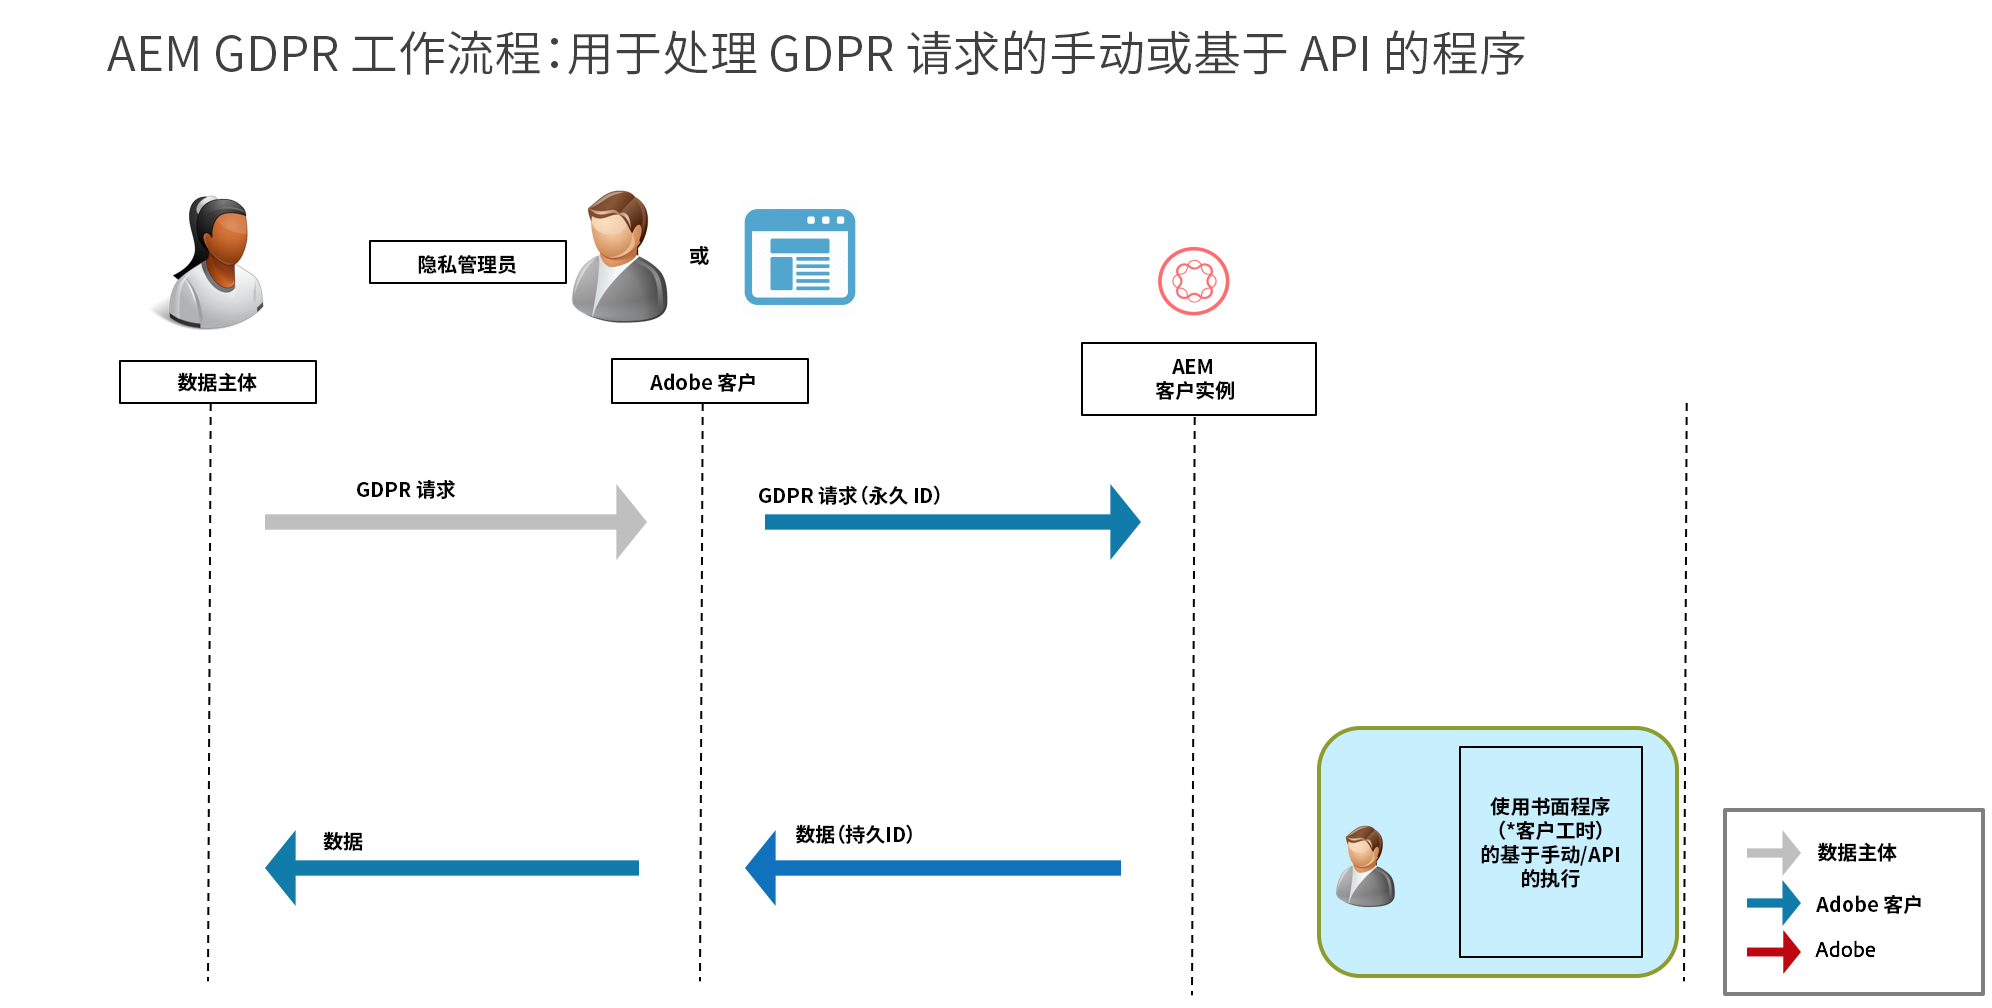 AEM GDPR 工作流程：用于处理 GDPR 请求的手动或基于 API 的程序
隐私管理员
或
数据主体
Adobe 客户
AEM
客户实例
GDPR 请求
GDPR 请求（永久 ID）
数据
数据（持久ID）
使用书面程序
（*客户工时）
的基于手动/API
的执行
数据主体
Adobe 客户
Adobe